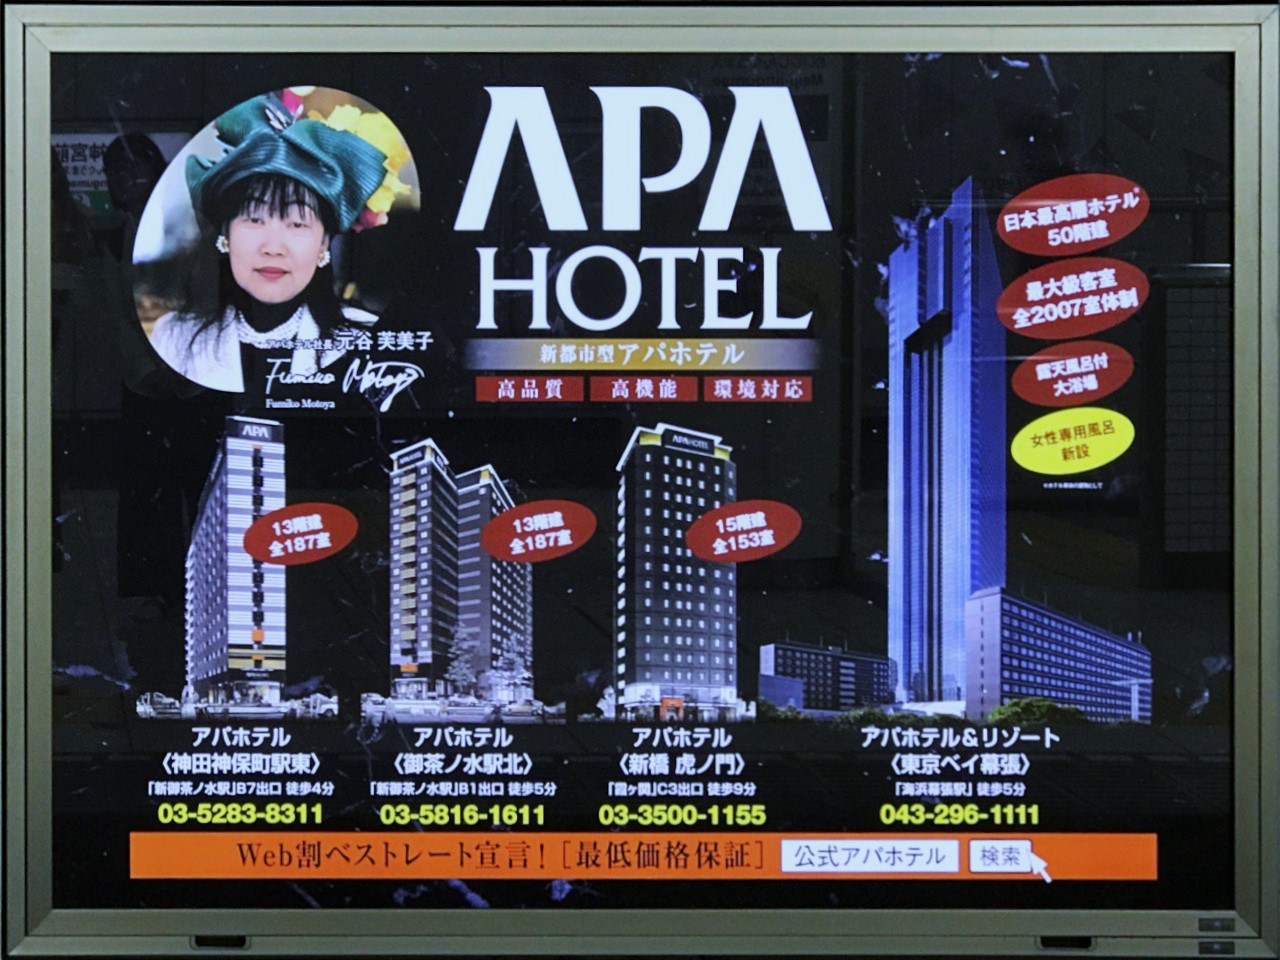 APA
HOTEL
新都市型アパホテル
高品質 高機能 環境対応
アパホテル社長 元谷 芙美子
Fumiko Motoya
Fumiko Motoya
日本最高層ホテル※
50階建
最大級客室
全2007室体制
露天風呂付
大浴場
女性専用風呂
新設
APA
APA HOTEL
APA HOTEL
13階建
全187室
13階建
全187室
15階建
全153室
アパホテル
〈神田神保町駅東〉
「新御茶ノ水駅」B7出口 徒歩4分
03-5283-8311
アパホテル
〈御茶ノ水駅北〉
「新御茶ノ水駅」B1出口 徒歩5分
03-5816-1611
アパホテル
〈新橋 虎ノ門〉
「霞ヶ関」C3出口 徒歩9分
03-3500-1155
アパホテル&リゾート
〈東京ベイ幕張〉
「海浜幕張駅」 徒歩5分
043-296-1111
Web割ベストレート宣言！［最低価格保証］ 公式アパホテル 検索